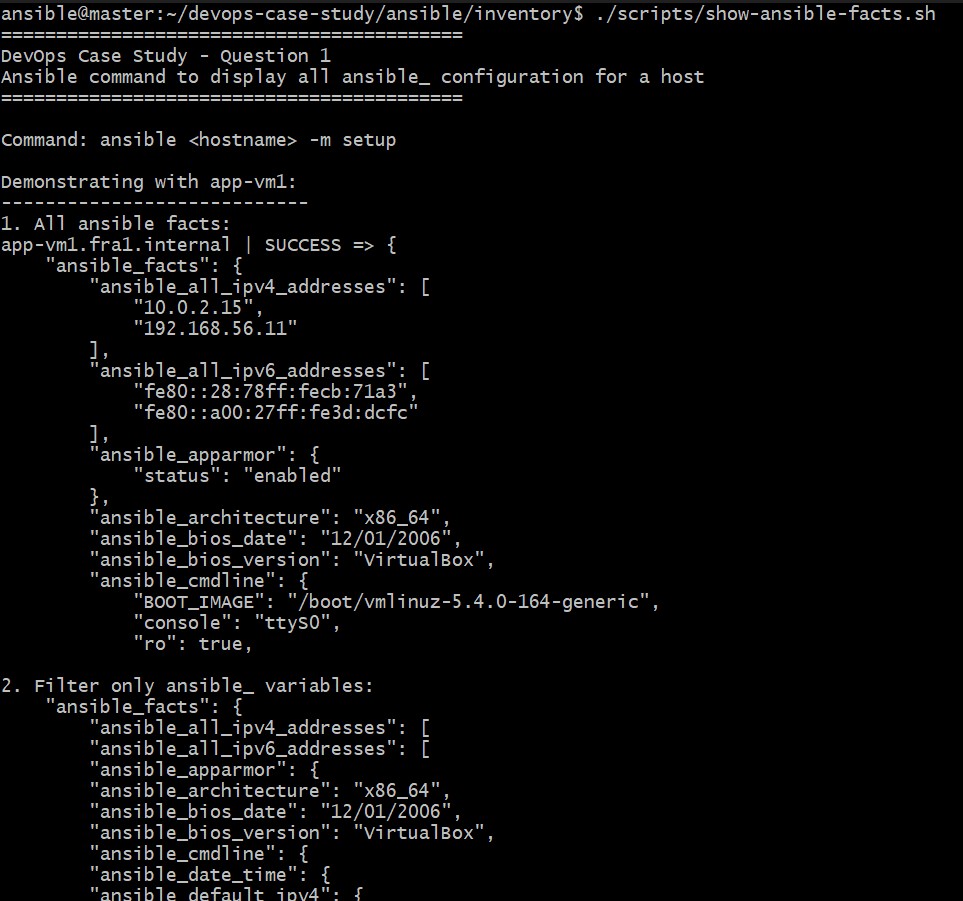 ansible@master:~/devops-case-study/ansible/inventory$ ./scripts/show-ansible-facts.sh
==========================================
DevOps Case Study - Question 1
Ansible command to display all ansible_ configuration for a host
==========================================
Command: ansible <hostname> -m setup
Demonstrating with app-vm1:
----------------------------
1. All ansible facts:
app-vm1.fra1.internal | SUCCESS => {
    "ansible_facts": {
        "ansible_all_ipv4_addresses": [
            "10.0.2.15",
            "192.168.56.11"
        ],
        "ansible_all_ipv6_addresses": [
            "fe80::28:78ff:fecb:71a3",
            "fe80::a00:27ff:fe3d:dcfc"
        ],
        "ansible_apparmor": {
            "status": "enabled"
        },
        "ansible_architecture": "x86_64",
        "ansible_bios_date": "12/01/2006",
        "ansible_bios_version": "VirtualBox",
        "ansible_cmdline": {
            "BOOT_IMAGE": "/boot/vmlinuz-5.4.0-164-generic",
            "console": "ttyS0",
            "ro": true,
2. Filter only ansible_ variables:
    "ansible_facts": {
        "ansible_all_ipv4_addresses": [
        "ansible_all_ipv6_addresses": [
        "ansible_apparmor": {
        "ansible_architecture": "x86_64",
        "ansible_bios_date": "12/01/2006",
        "ansible_bios_version": "VirtualBox",
        "ansible_cmdline": {
        "ansible_date_time": {
        "ansible_default_ipv4": {